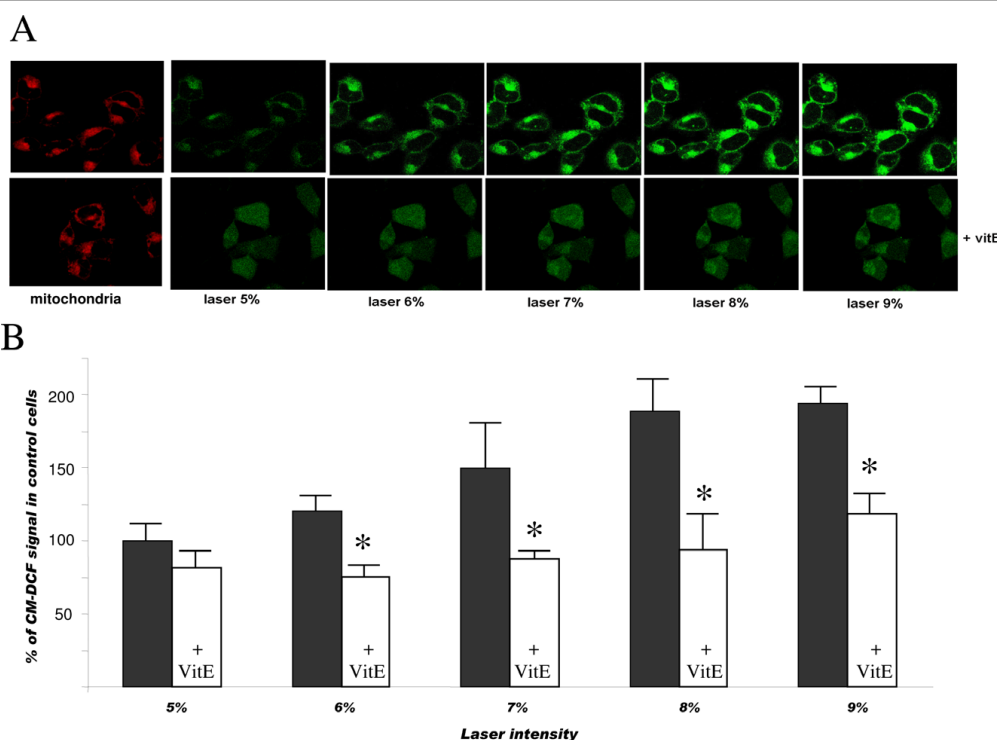 A
+ vitE
mitochondria
laser 5%
laser 6%
laser 7%
laser 8%
laser 9%
B
% of CM-DCF signal in control cells
200
150
100
50
*
*
*
*
+
VitE
+
VitE
+
VitE
+
VitE
+
VitE
5%
6%
7%
8%
9%
Laser intensity